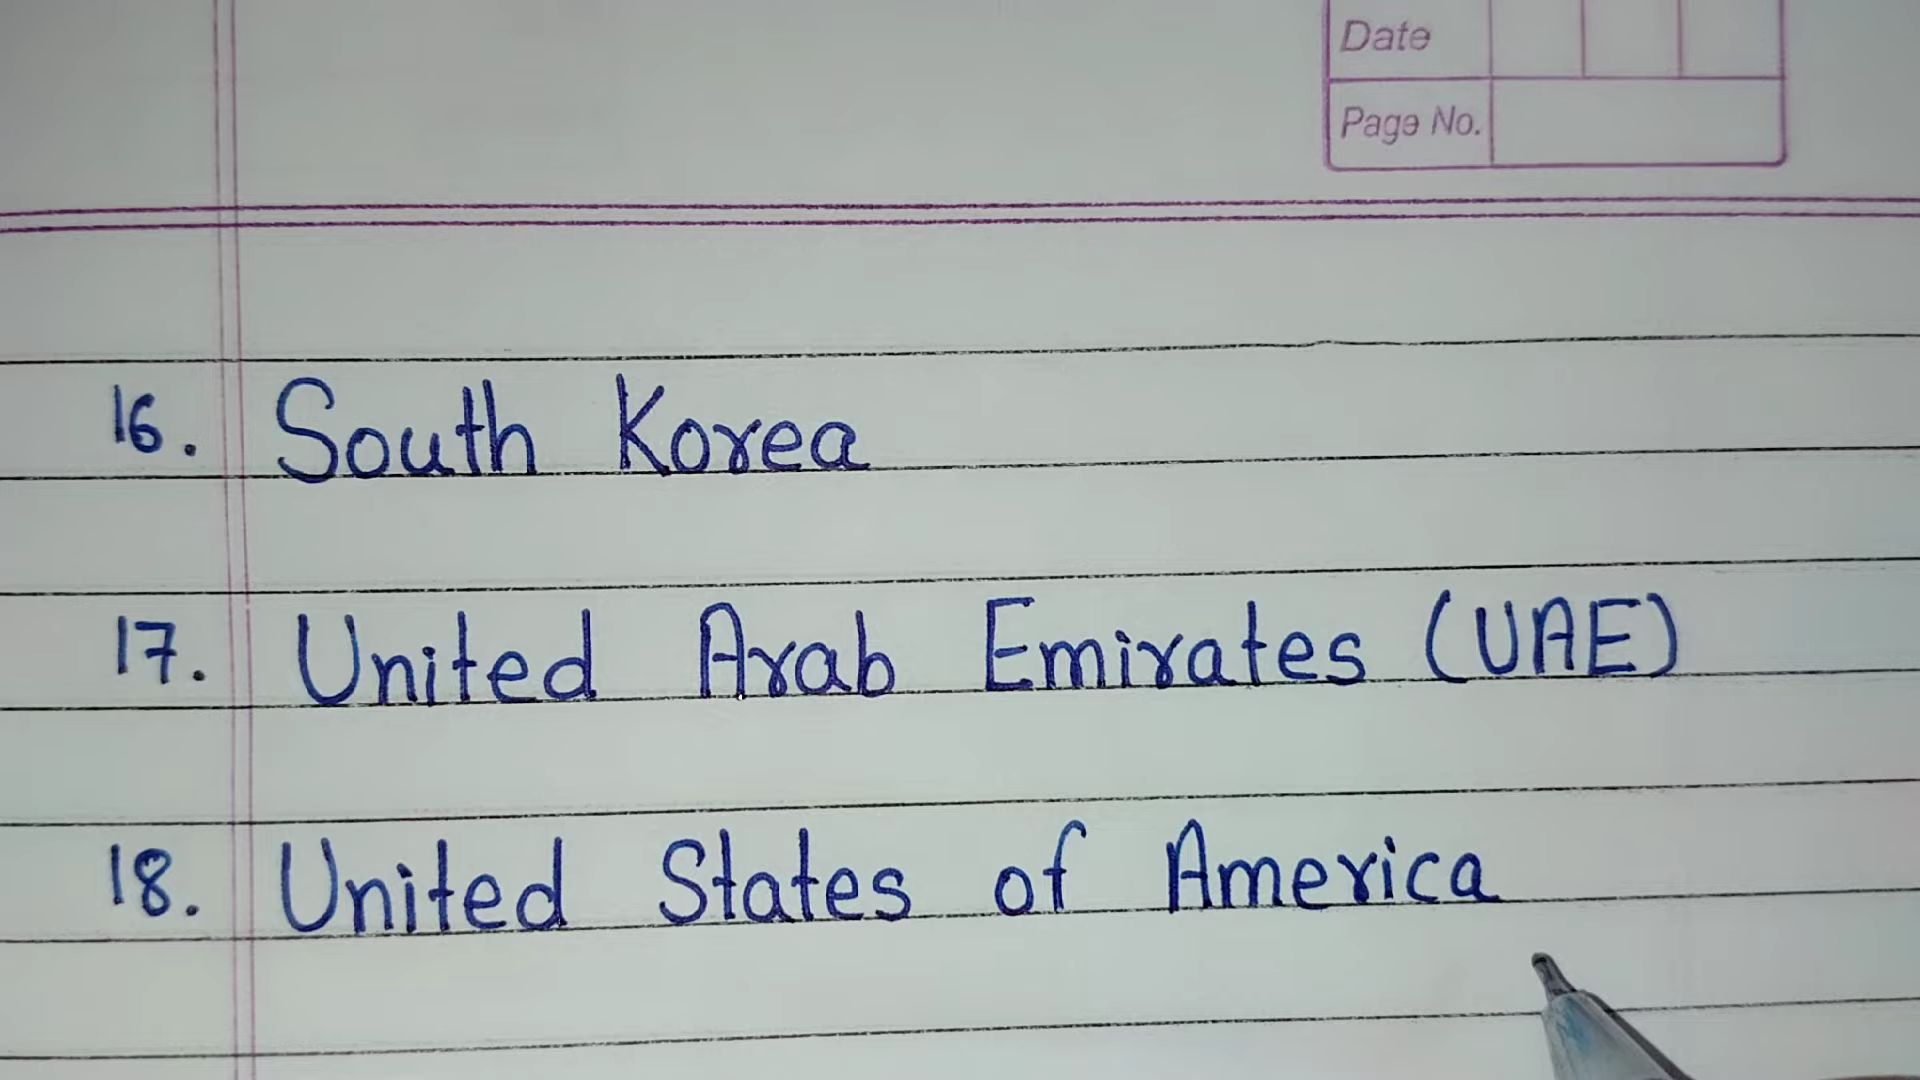 Date
Page No.
16. South Korea
17. United Arab Emirates (UAE)
18. United States of America